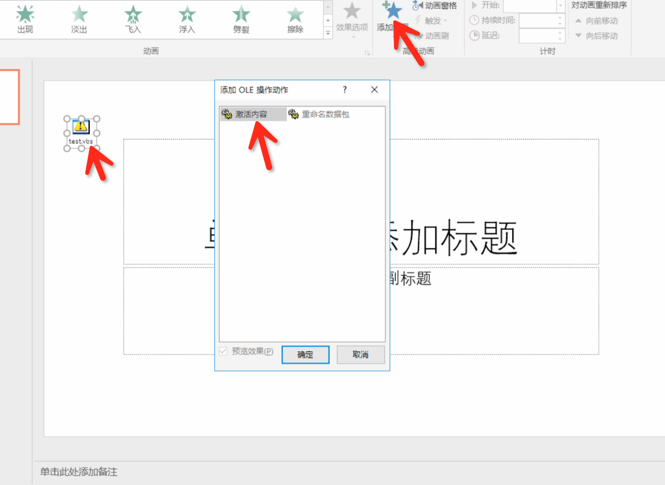 出现 淡出 飞入 浮入 劈裂 擦除
效果选项
添加
动画窗格
触发
动画刷
开始:
持续时间:
延迟:
对动画重新排序
向前移动
向后移动
动画
动画
计时
添加 OLE 操作动作 ?
激活内容 重命名数据包
test.vbs
添加标题
副标题
预览效果(P) 确定 取消
单击此处添加备注